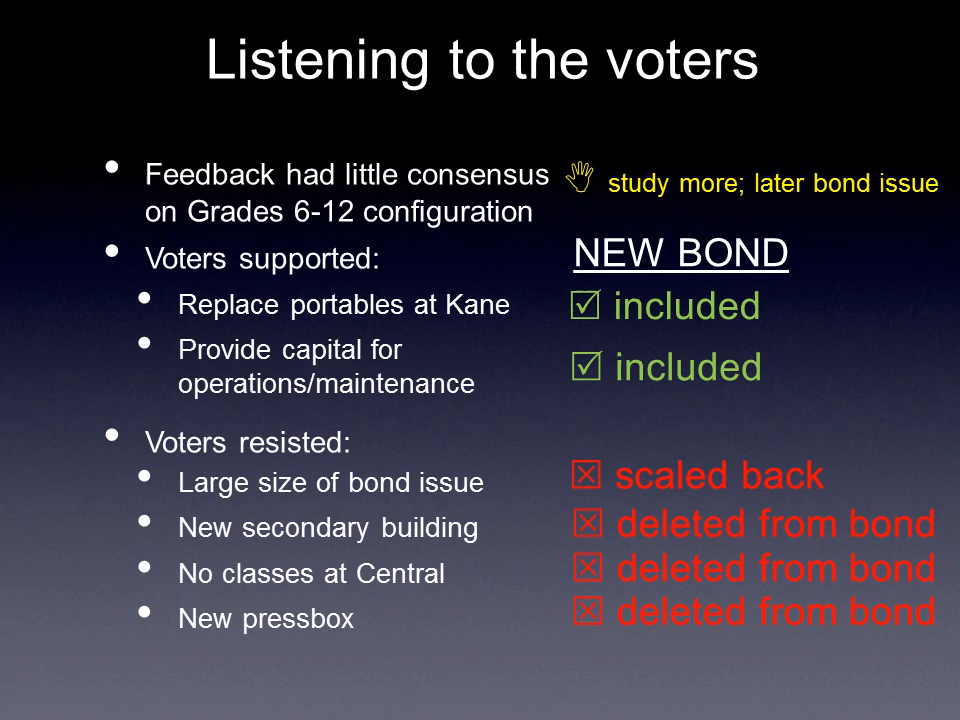 Listening to the voters
• Feedback had little consensus
on Grades 6-12 configuration
study more; later bond issue
• Voters supported:
NEW BOND
• Replace portables at Kane
☑ included
• Provide capital for
operations/maintenance
☑ included
• Voters resisted:
• Large size of bond issue
☒ scaled back
• New secondary building
☒ deleted from bond
• No classes at Central
☒ deleted from bond
• New pressbox
☒ deleted from bond